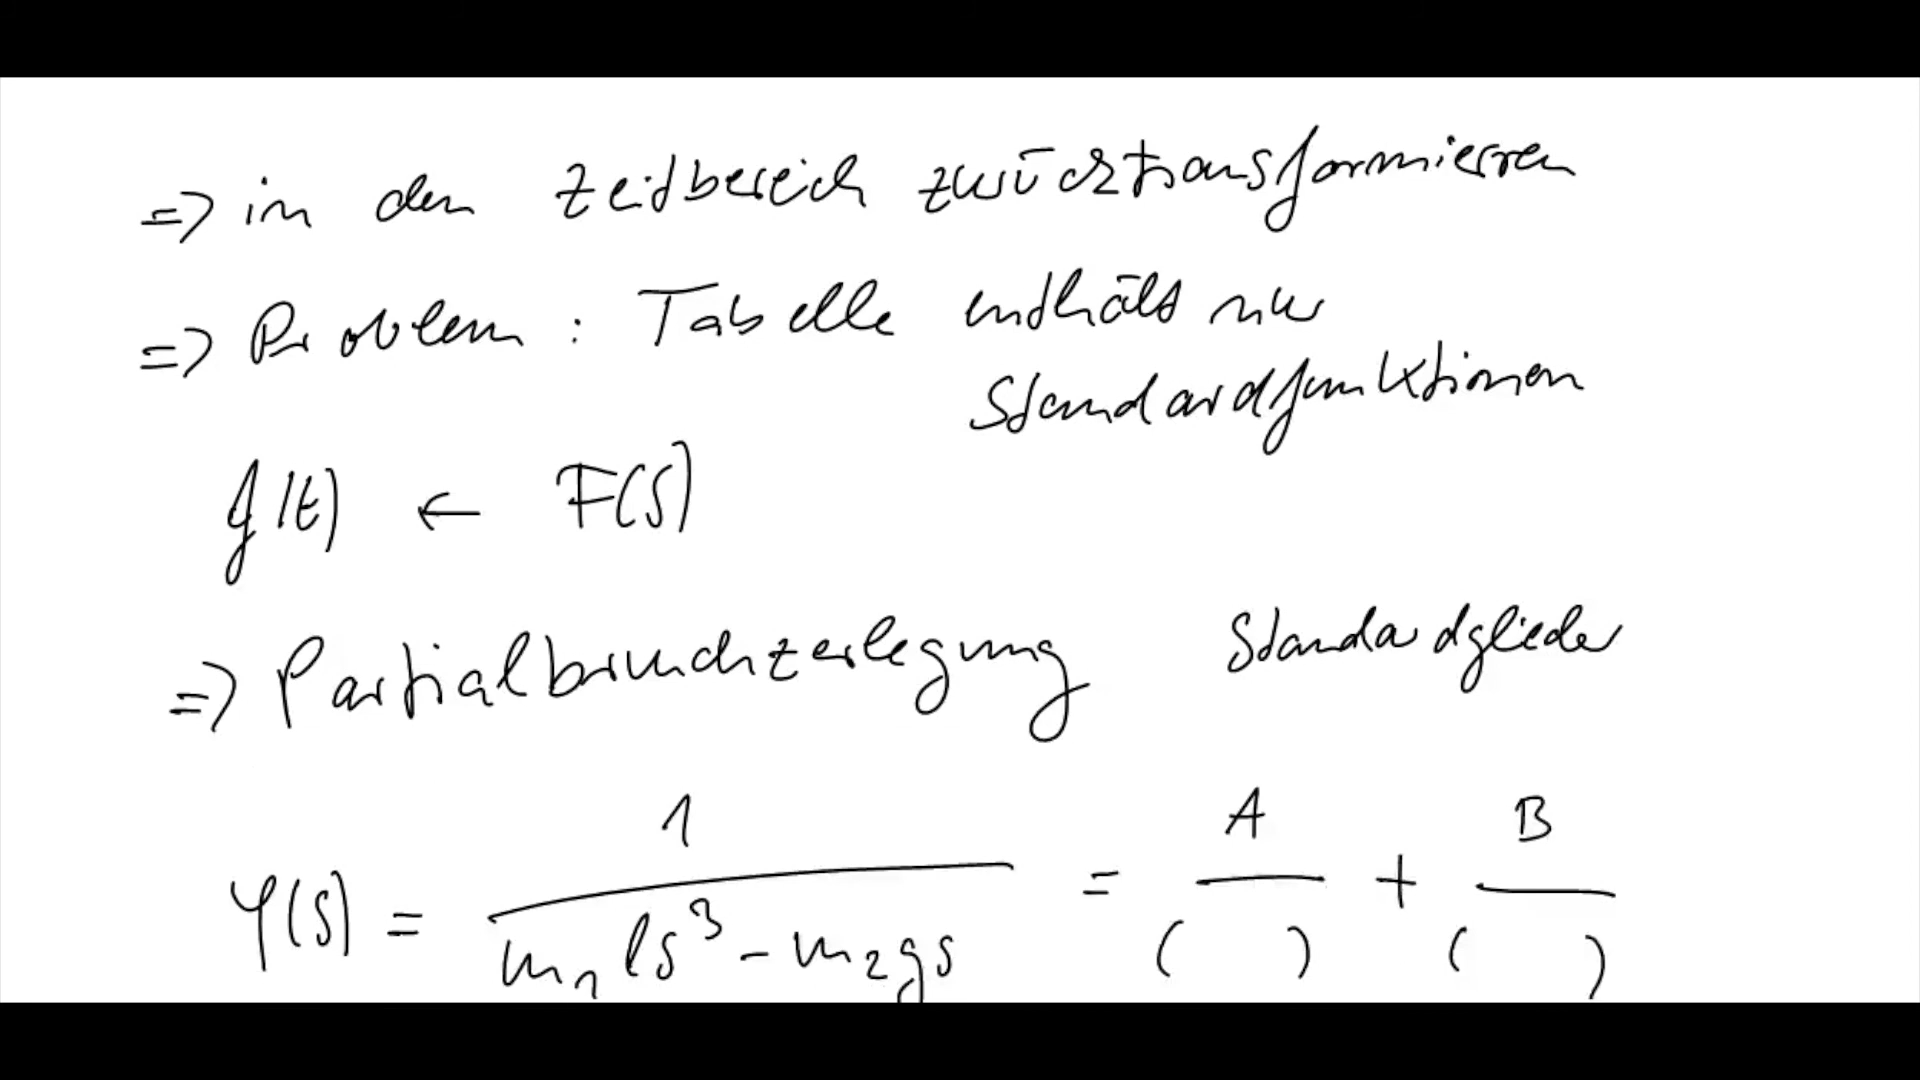 => in den Zeitbereich zurücktransformieren
=> Problem : Tabelle enthält nur
Standardfunktionen
f(t) ← F(s)
=> Partialbruchzerlegung Standardglieder
φ(s) = 1 / (m₁ls³ - m₂gs) = A / ( ) + B / ( )